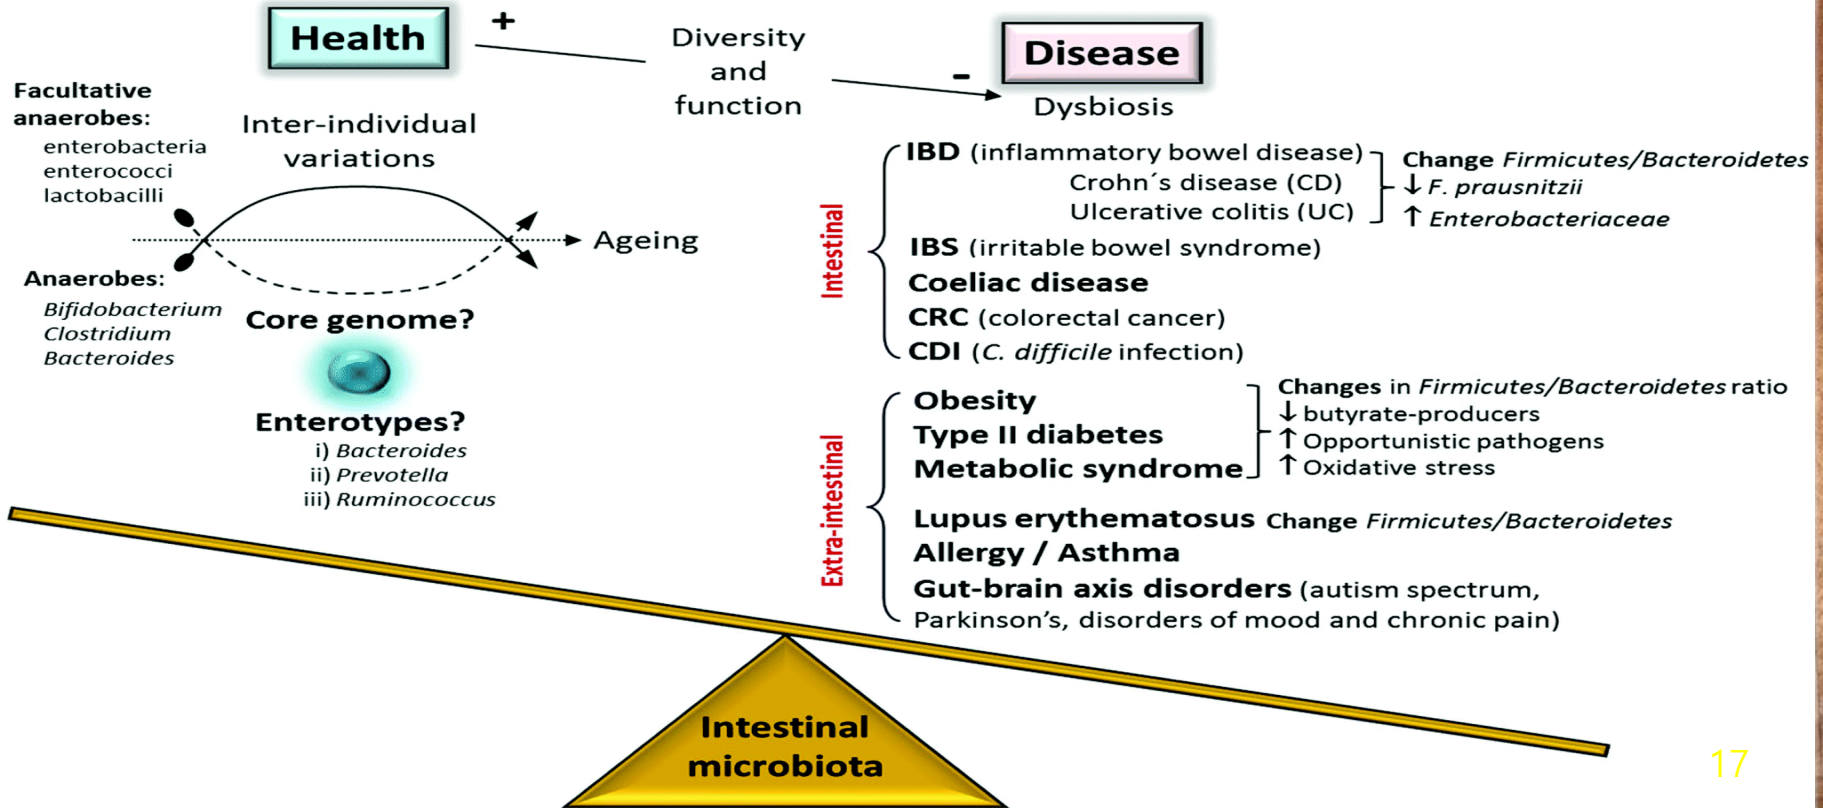 Health
+
Diversity
and
function
-
Disease
Dysbiosis
Facultative
anaerobes:
enterobacteria
enterococci
lactobacilli
Inter-individual
variations
Ageing
Anaerobes:
Bifidobacterium
Clostridium
Bacteroides
Core genome?
Enterotypes?
i) Bacteroides
ii) Prevotella
iii) Ruminococcus
Intestinal
IBD (inflammatory bowel disease)
Crohn´s disease (CD)
Ulcerative colitis (UC)
Change Firmicutes/Bacteroidetes
↓ F. prausnitzii
↑ Enterobacteriaceae
IBS (irritable bowel syndrome)
Coeliac disease
CRC (colorectal cancer)
CDI (C. difficile infection)
Extra-intestinal
Obesity
Type II diabetes
Metabolic syndrome
Changes in Firmicutes/Bacteroidetes ratio
↓ butyrate-producers
↑ Opportunistic pathogens
↑ Oxidative stress
Lupus erythematosus Change Firmicutes/Bacteroidetes
Allergy / Asthma
Gut-brain axis disorders (autism spectrum,
Parkinson’s, disorders of mood and chronic pain)
Intestinal
microbiota
17